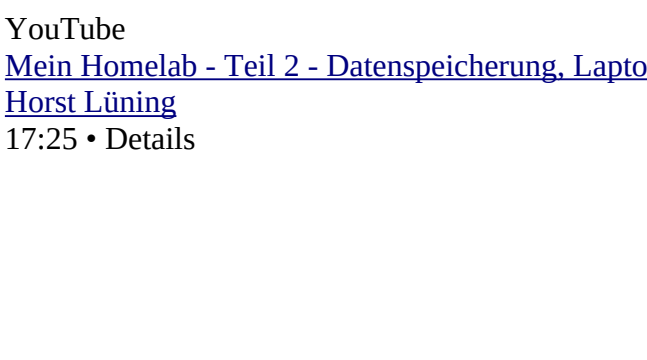 YouTube
Mein Homelab - Teil 2 - Datenspeicherung, Lapto
Horst Lüning
17:25 • Details